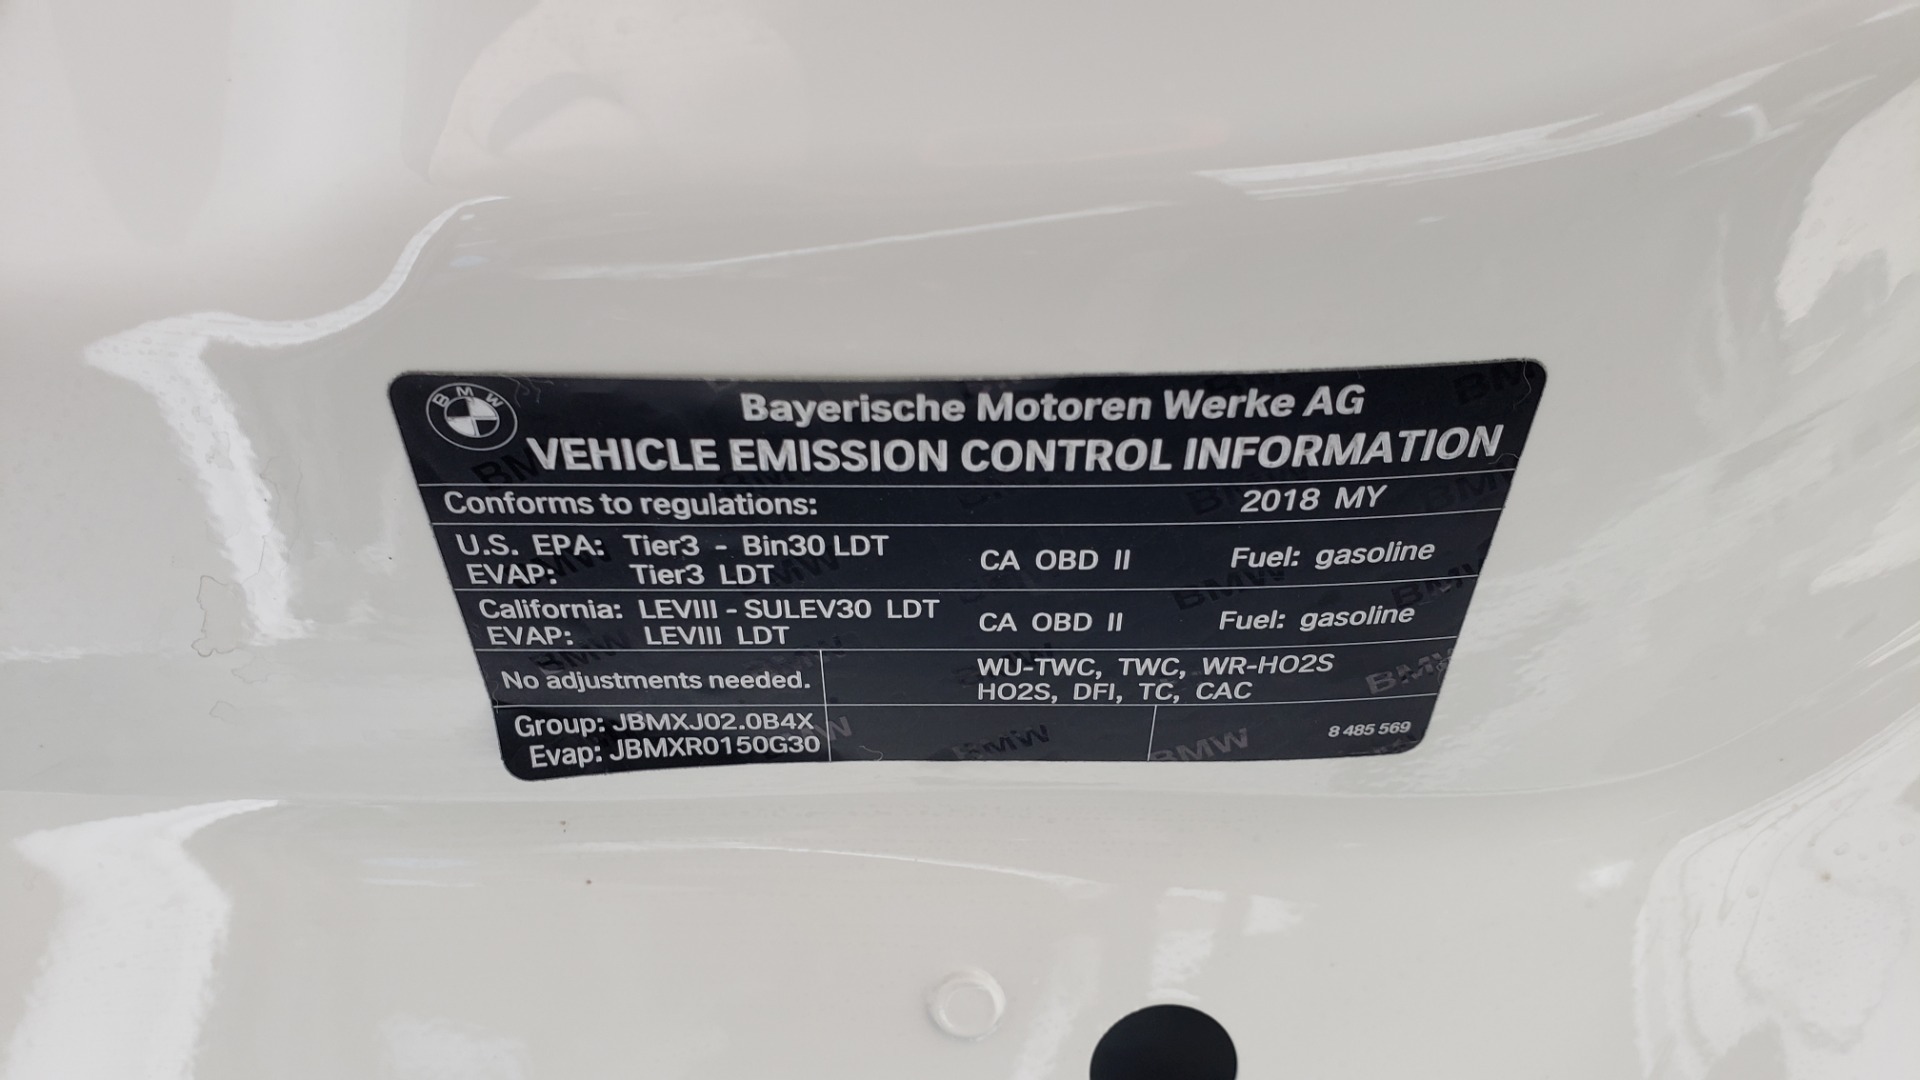 BMW
Bayerische Motoren Werke AG
VEHICLE EMISSION CONTROL INFORMATION
Conforms to regulations: 2018 MY
U.S. EPA: Tier3 - Bin30 LDT CA OBD II Fuel: gasoline
EVAP: Tier3 LDT
California: LEVIII - SULEV30 LDT CA OBD II Fuel: gasoline
EVAP: LEVIII LDT
No adjustments needed. WU-TWC, TWC, WR-HO2S
HO2S, DFI, TC, CAC
Group: JBMXJ02.0B4X
Evap: JBMXR0150G30
8 485 569